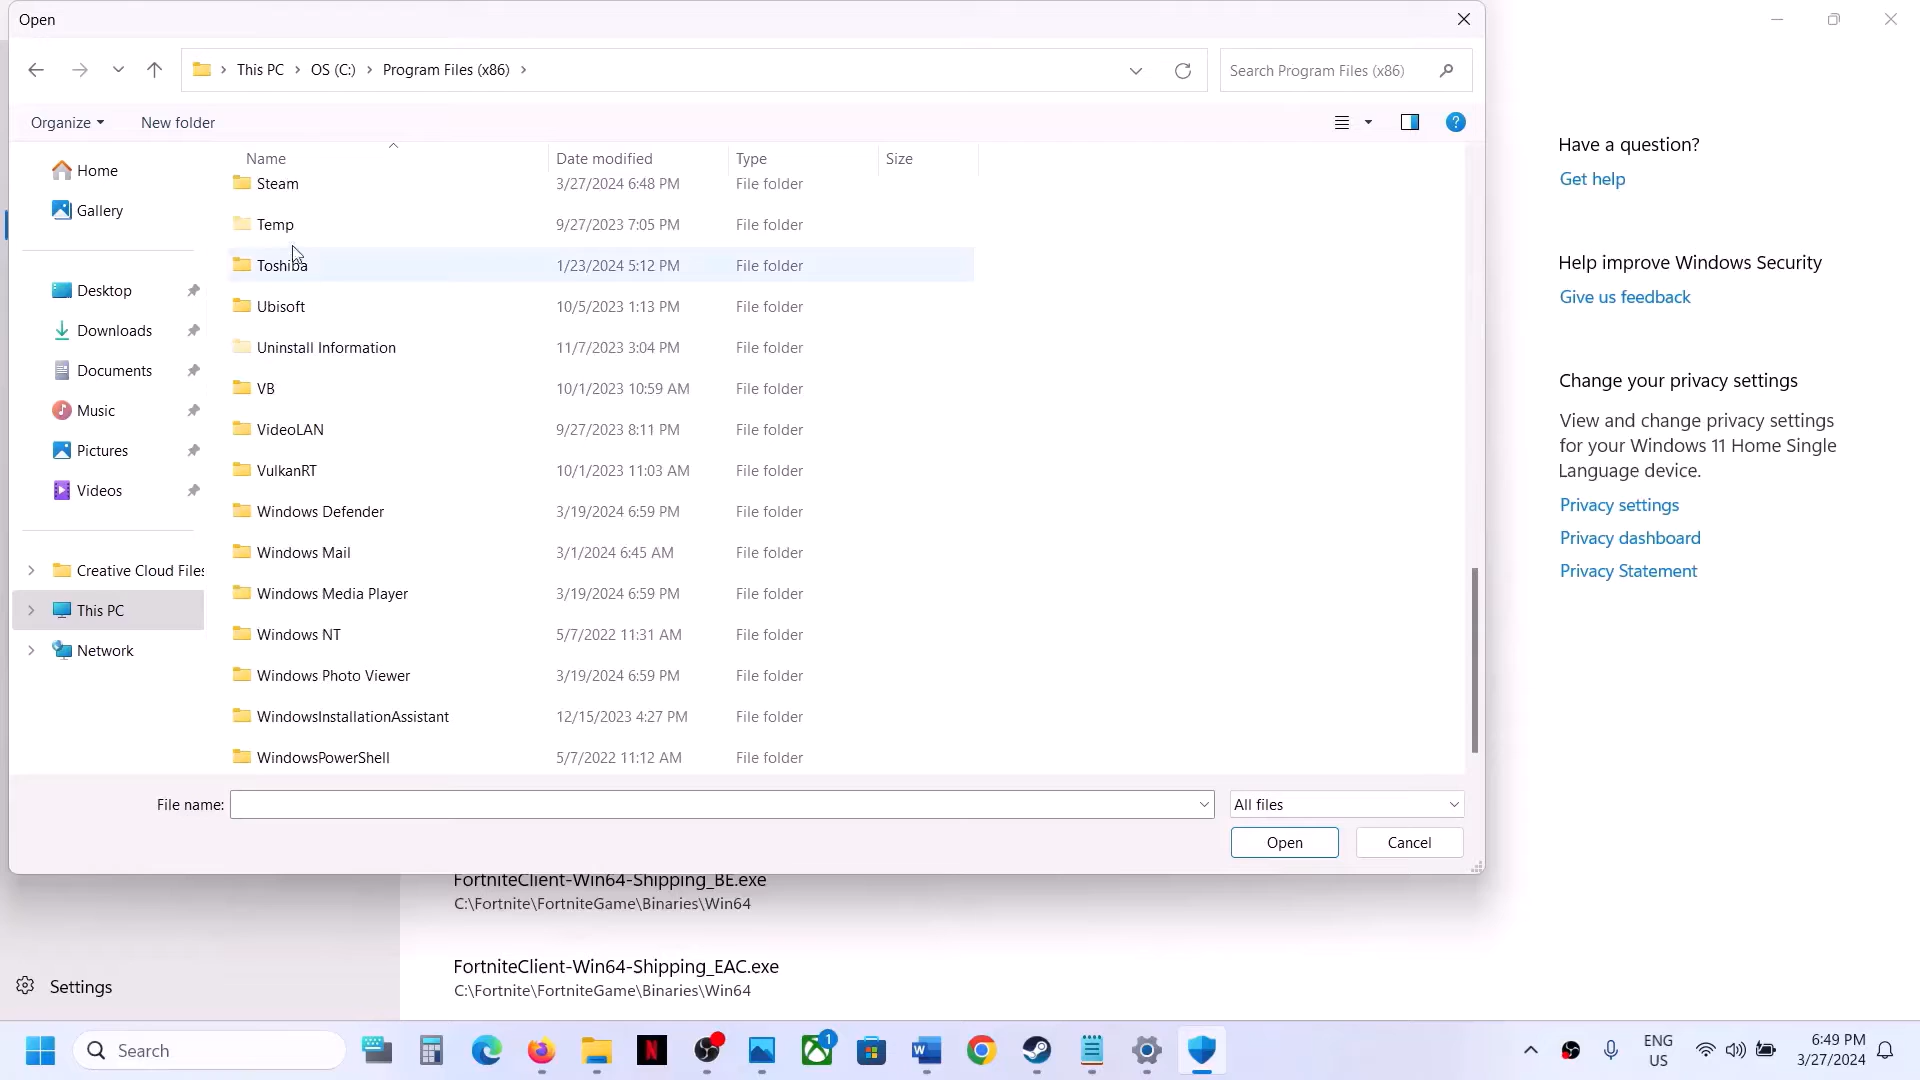 Open
This PC > OS (C:) > Program Files (x86) >
Search Program Files (x86)
Organize
New folder
Home
Gallery
Desktop
Downloads
Documents
Music
Pictures
Videos
Creative Cloud Files
This PC
Network
Name Date modified Type Size
Steam 3/27/2024 6:48 PM File folder
Temp 9/27/2023 7:05 PM File folder
Toshiba 1/23/2024 5:12 PM File folder
Ubisoft 10/5/2023 1:13 PM File folder
Uninstall Information 11/7/2023 3:04 PM File folder
VB 10/1/2023 10:59 AM File folder
VideoLAN 9/27/2023 8:11 PM File folder
VulkanRT 10/1/2023 11:03 AM File folder
Windows Defender 3/19/2024 6:59 PM File folder
Windows Mail 3/1/2024 6:45 AM File folder
Windows Media Player 3/19/2024 6:59 PM File folder
Windows NT 5/7/2022 11:31 AM File folder
Windows Photo Viewer 3/19/2024 6:59 PM File folder
WindowsInstallationAssistant 12/15/2023 4:27 PM File folder
WindowsPowerShell 5/7/2022 11:12 AM File folder
File name:
All files
Open
Cancel
Have a question?
Get help
Help improve Windows Security
Give us feedback
Change your privacy settings
View and change privacy settings
for your Windows 11 Home Single
Language device.
Privacy settings
Privacy dashboard
Privacy Statement
FortniteClient-Win64-Shipping_BE.exe
C:\Fortnite\FortniteGame\Binaries\Win64
FortniteClient-Win64-Shipping_EAC.exe
C:\Fortnite\FortniteGame\Binaries\Win64
Settings
Search
1
ENG
US
6:49 PM
3/27/2024